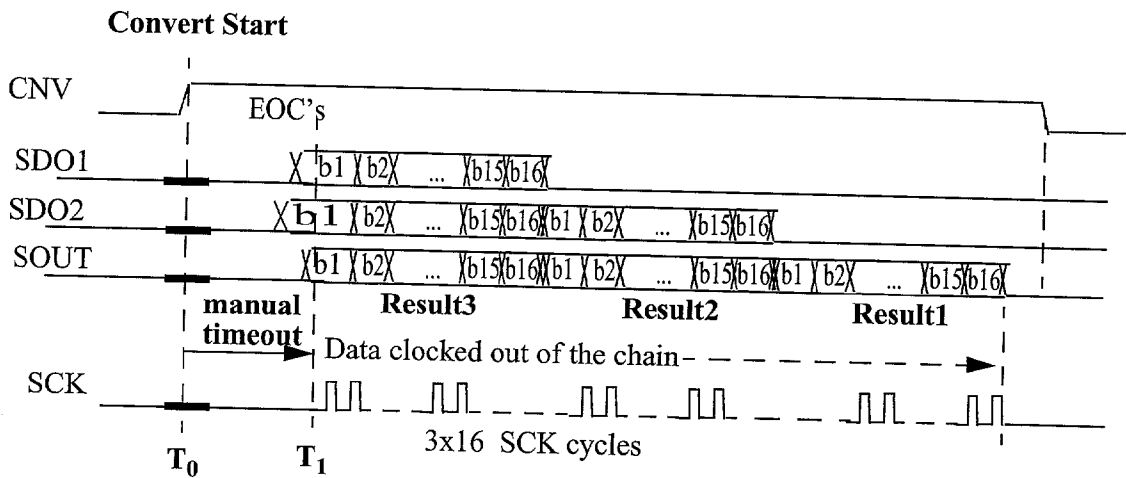 Convert Start
CNV
EOC's
SDO1 b1 b2 ... b15 b16
SDO2 b1 b2 ... b15 b16 b1 b2 ... b15 b16
SOUT b1 b2 ... b15 b16 b1 b2 ... b15 b16 b1 b2 ... b15 b16
manual timeout
Result3 Result2 Result1
Data clocked out of the chain
SCK
3x16 SCK cycles
T0 T1